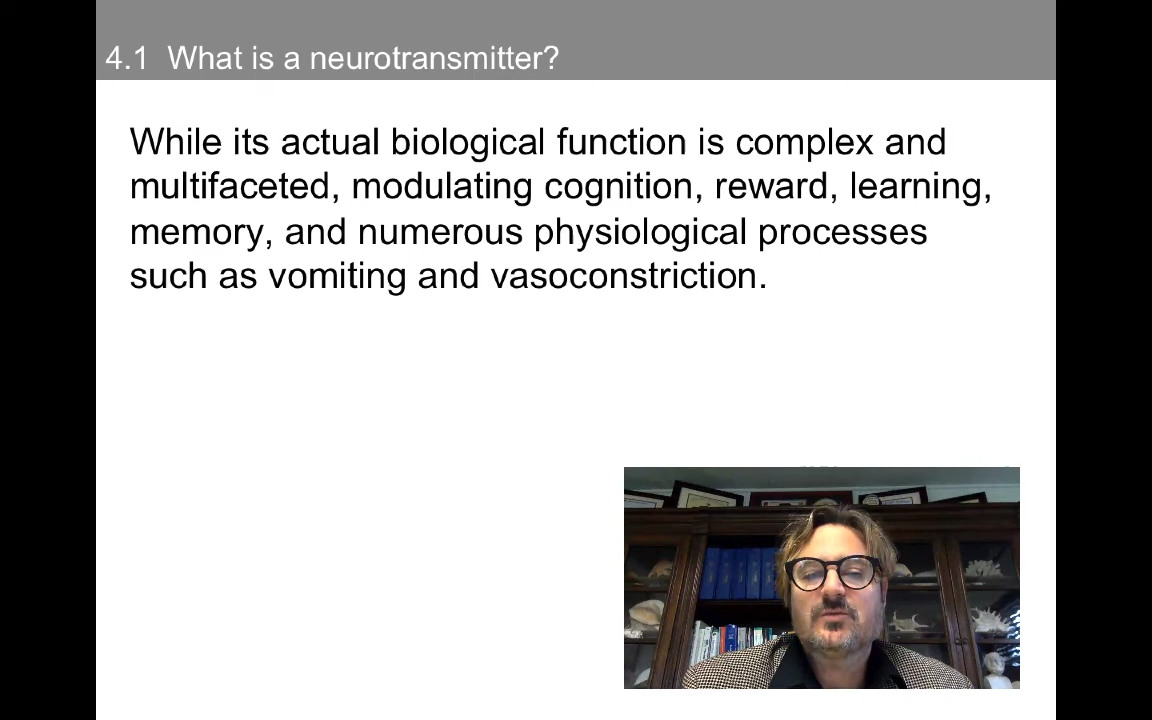 4.1 What is a neurotransmitter?
While its actual biological function is complex and
multifaceted, modulating cognition, reward, learning,
memory, and numerous physiological processes
such as vomiting and vasoconstriction.